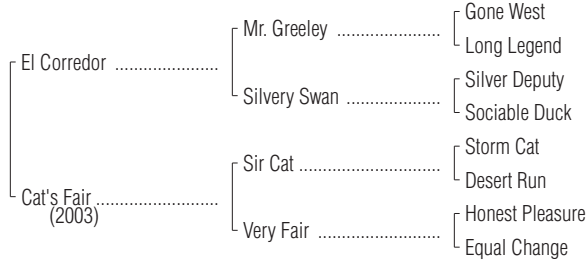 Gone West
Mr. Greeley ....................
Long Legend
El Corredor ....................
Silver Deputy
Silvery Swan ..................
Sociable Duck
Storm Cat
Sir Cat ...........................
Desert Run
Cat's Fair ........................
(2003)
Honest Pleasure
Very Fair .......................
Equal Change